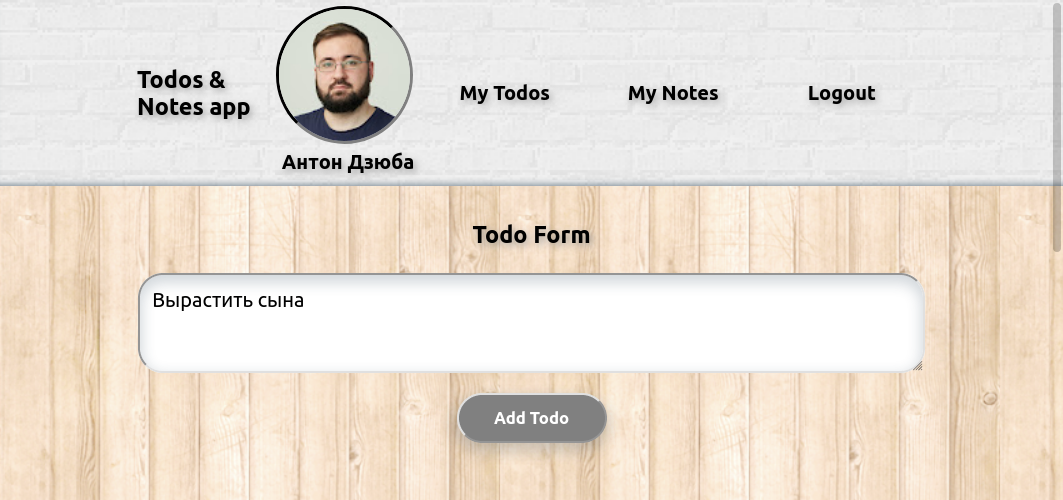 Todos &
Notes app
Антон Дзюба
My Todos
My Notes
Logout
Todo Form
Вырастить сына
Add Todo